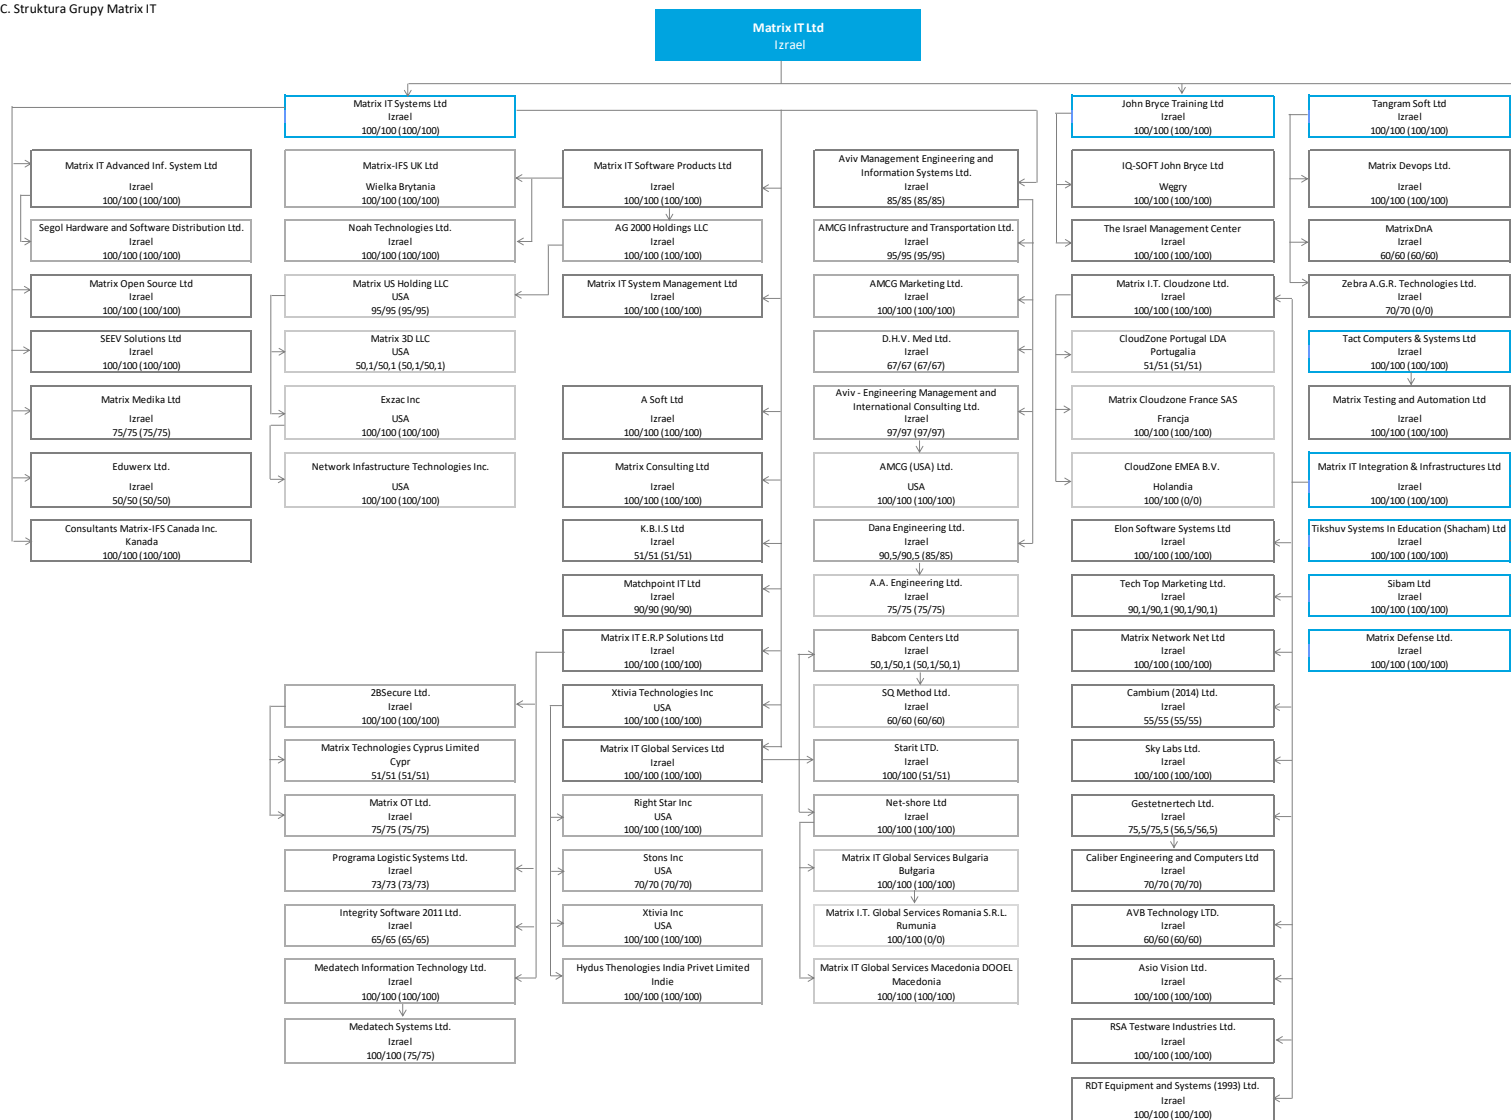 C. Struktura Grupy Matrix IT
Matrix IT Ltd
Izrael
Matrix IT Systems Ltd
Izrael
100/100 (100/100)
John Bryce Training Ltd
Izrael
100/100 (100/100)
Tangram Soft Ltd
Izrael
100/100 (100/100)
Matrix IT Advanced Inf. System Ltd
Izrael
100/100 (100/100)
Segol Hardware and Software Distribution Ltd.
Izrael
100/100 (100/100)
Matrix Open Source Ltd
Izrael
100/100 (100/100)
SEEV Solutions Ltd
Izrael
100/100 (100/100)
Matrix Medika Ltd
Izrael
75/75 (75/75)
Eduwerx Ltd.
Izrael
50/50 (50/50)
Consultants Matrix-IFS Canada Inc.
Kanada
100/100 (100/100)
Matrix-IFS UK Ltd
Wielka Brytania
100/100 (100/100)
Noah Technologies Ltd.
Izrael
100/100 (100/100)
Matrix US Holding LLC
USA
95/95 (95/95)
Matrix 3D LLC
USA
50,1/50,1 (50,1/50,1)
Exzac Inc
USA
100/100 (100/100)
Network Infastructure Technologies Inc.
USA
100/100 (100/100)
2BSecure Ltd.
Izrael
100/100 (100/100)
Matrix Technologies Cyprus Limited
Cypr
51/51 (51/51)
Matrix OT Ltd.
Izrael
75/75 (75/75)
Programa Logistic Systems Ltd.
Izrael
73/73 (73/73)
Integrity Software 2011 Ltd.
Izrael
65/65 (65/65)
Medatech Information Technology Ltd.
Izrael
100/100 (100/100)
Medatech Systems Ltd.
Izrael
100/100 (75/75)
Matrix IT Software Products Ltd
Izrael
100/100 (100/100)
AG 2000 Holdings LLC
Izrael
100/100 (100/100)
Matrix IT System Management Ltd
Izrael
100/100 (100/100)
A Soft Ltd
Izrael
100/100 (100/100)
Matrix Consulting Ltd
Izrael
100/100 (100/100)
K.B.I.S Ltd
Izrael
51/51 (51/51)
Matchpoint IT Ltd
Izrael
90/90 (90/90)
Matrix IT E.R.P Solutions Ltd
Izrael
100/100 (100/100)
Xtivia Technologies Inc
USA
100/100 (100/100)
Matrix IT Global Services Ltd
Izrael
100/100 (100/100)
Right Star Inc
USA
100/100 (100/100)
Stons Inc
USA
70/70 (70/70)
Xtivia Inc
USA
100/100 (100/100)
Hydus Thenologies India Privet Limited
Indie
100/100 (100/100)
Aviv Management Engineering and
Information Systems Ltd.
Izrael
85/85 (85/85)
AMCG Infrastructure and Transportation Ltd.
Izrael
95/95 (95/95)
AMCG Marketing Ltd.
Izrael
100/100 (100/100)
D.H.V. Med Ltd.
Izrael
67/67 (67/67)
Aviv - Engineering Management and
International Consulting Ltd.
Izrael
97/97 (97/97)
AMCG (USA) Ltd.
USA
100/100 (100/100)
Dana Engineering Ltd.
Izrael
90,5/90,5 (85/85)
A.A. Engineering Ltd.
Izrael
75/75 (75/75)
Babcom Centers Ltd
Izrael
50,1/50,1 (50,1/50,1)
SQ Method Ltd.
Izrael
60/60 (60/60)
Starit LTD.
Izrael
100/100 (51/51)
Net-shore Ltd
Izrael
100/100 (100/100)
Matrix IT Global Services Bulgaria
Bułgaria
100/100 (100/100)
Matrix I.T. Global Services Romania S.R.L.
Rumunia
100/100 (0/0)
Matrix IT Global Services Macedonia DOOEL
Macedonia
100/100 (100/100)
IQ-SOFT John Bryce Ltd
Węgry
100/100 (100/100)
The Israel Management Center
Izrael
100/100 (100/100)
Matrix I.T. Cloudzone Ltd.
Izrael
100/100 (100/100)
CloudZone Portugal LDA
Portugalia
51/51 (51/51)
Matrix Cloudzone France SAS
Francja
100/100 (100/100)
CloudZone EMEA B.V.
Holandia
100/100 (0/0)
Elon Software Systems Ltd
Izrael
100/100 (100/100)
Tech Top Marketing Ltd.
Izrael
90,1/90,1 (90,1/90,1)
Matrix Network Net Ltd
Izrael
100/100 (100/100)
Cambium (2014) Ltd.
Izrael
55/55 (55/55)
Sky Labs Ltd.
Izrael
100/100 (100/100)
Gestetnertech Ltd.
Izrael
75,5/75,5 (56,5/56,5)
Caliber Engineering and Computers Ltd
Izrael
70/70 (70/70)
AVB Technology LTD.
Izrael
60/60 (60/60)
Asio Vision Ltd.
Izrael
100/100 (100/100)
RSA Testware Industries Ltd.
Izrael
100/100 (100/100)
RDT Equipment and Systems (1993) Ltd.
Izrael
100/100 (100/100)
Matrix Devops Ltd.
Izrael
100/100 (100/100)
MatrixDnA
Izrael
60/60 (60/60)
Zebra A.G.R. Technologies Ltd.
Izrael
70/70 (0/0)
Tact Computers & Systems Ltd
Izrael
100/100 (100/100)
Matrix Testing and Automation Ltd
Izrael
100/100 (100/100)
Matrix IT Integration & Infrastructures Ltd
Izrael
100/100 (100/100)
Tikshuv Systems In Education (Shacham) Ltd
Izrael
100/100 (100/100)
Sibam Ltd
Izrael
100/100 (100/100)
Matrix Defense Ltd.
Izrael
100/100 (100/100)